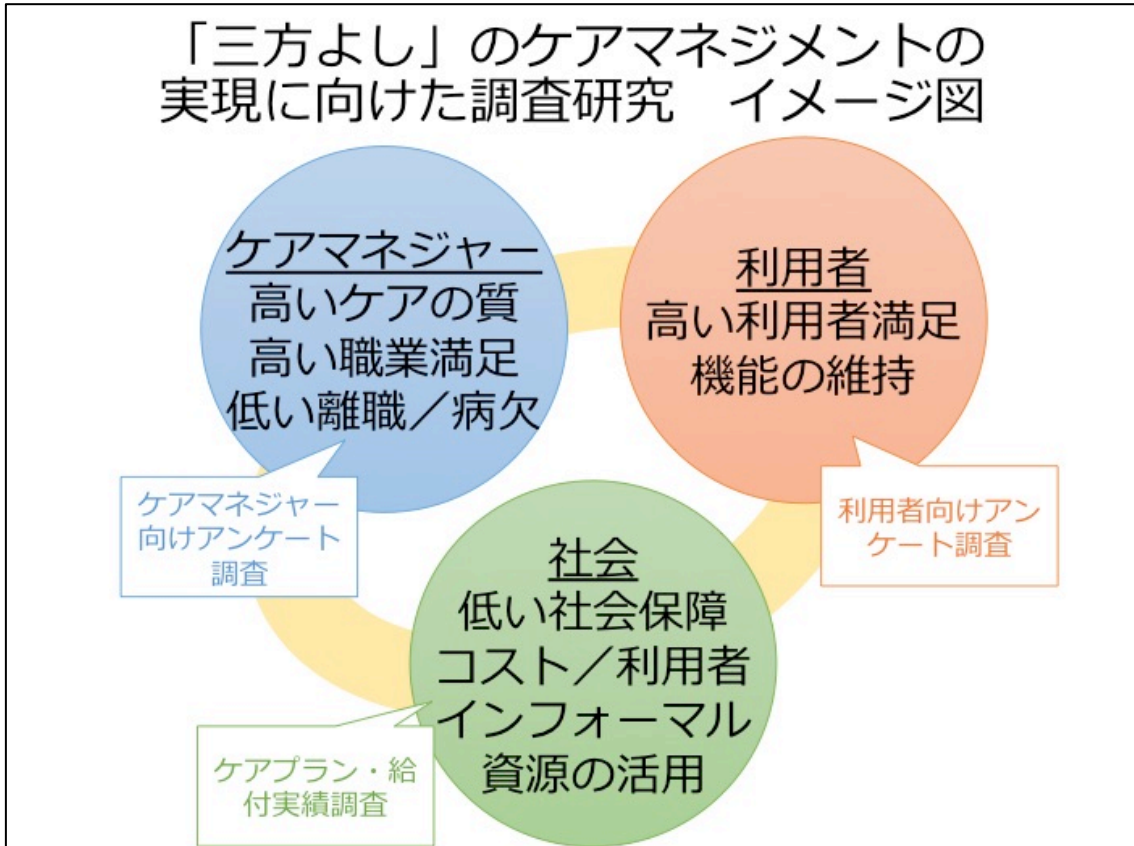 「三方よし」のケアマネジメントの
実現に向けた調査研究　イメージ図
ケアマネジャー
高いケアの質
高い職業満足
低い離職／病欠
利用者
高い利用者満足
機能の維持
ケアマネジャー
向けアンケート
調査
利用者向けアン
ケート調査
社会
低い社会保障
コスト／利用者
インフォーマル
資源の活用
ケアプラン・給
付実績調査